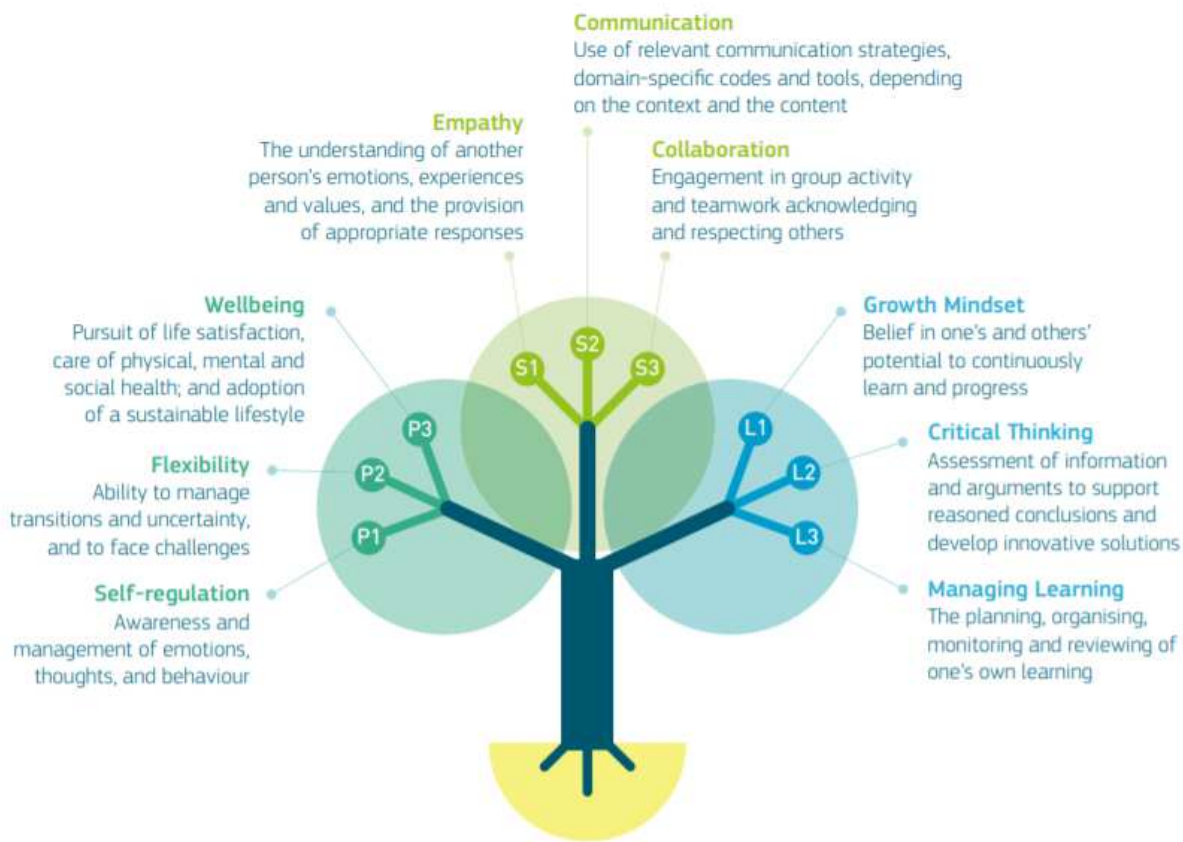 Communication
Use of relevant communication strategies,
domain-specific codes and tools, depending
on the context and the content
Empathy
The understanding of another
person's emotions, experiences
and values, and the provision
of appropriate responses
Collaboration
Engagement in group activity
and teamwork acknowledging
and respecting others
Wellbeing
Pursuit of life satisfaction,
care of physical, mental and
social health; and adoption
of a sustainable lifestyle
Growth Mindset
Belief in one's and others'
potential to continuously
learn and progress
Flexibility
Ability to manage
transitions and uncertainty,
and to face challenges
Critical Thinking
Assessment of information
and arguments to support
reasoned conclusions and
develop innovative solutions
Self-regulation
Awareness and
management of emotions,
thoughts, and behaviour
Managing Learning
The planning, organising,
monitoring and reviewing of
one's own learning
S1
S2
S3
P3
P2
P1
L1
L2
L3